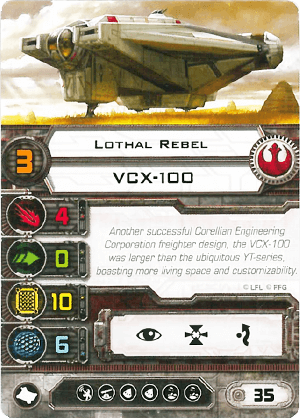 LOTHAL REBEL
3
VCX-100
4
Another successful Corellian Engineering
Corporation freighter design, the VCX-100
was larger than the ubiquitous YT-series,
boasting more living space and customizability.
0
© LFL © FFG
10
6
35